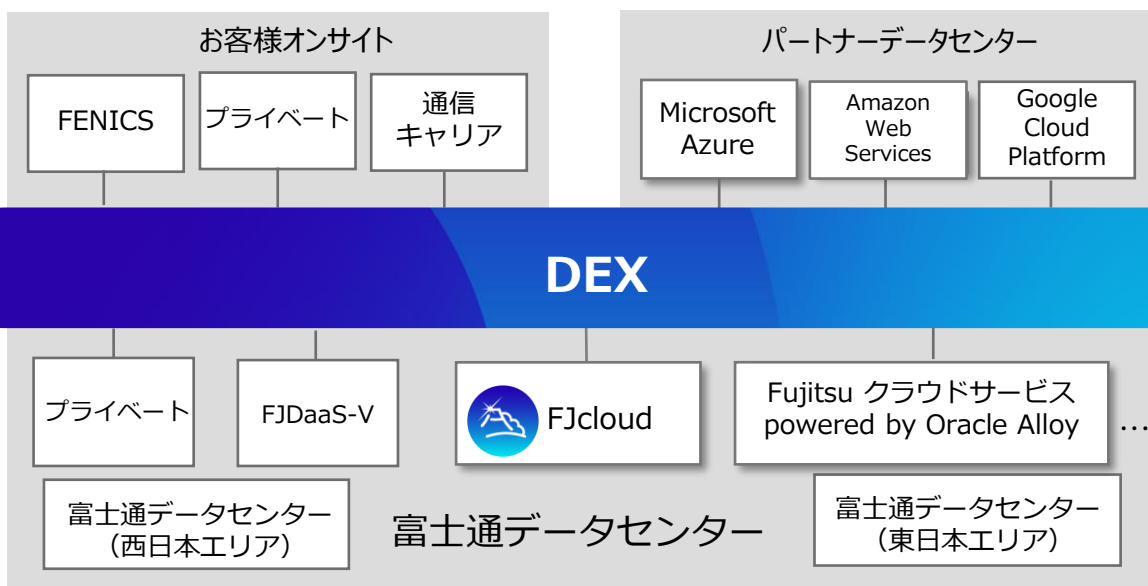 お客様オンサイト
パートナーデータセンター
FENICS
プライベート
通信
キャリア
Microsoft
Azure
Amazon
Web
Services
Google
Cloud
Platform
DEX
プライベート
FJDaaS-V
FJcloud
Fujitsu クラウドサービス
powered by Oracle Alloy
…
富士通データセンター
（西日本エリア）
富士通データセンター
富士通データセンター
（東日本エリア）